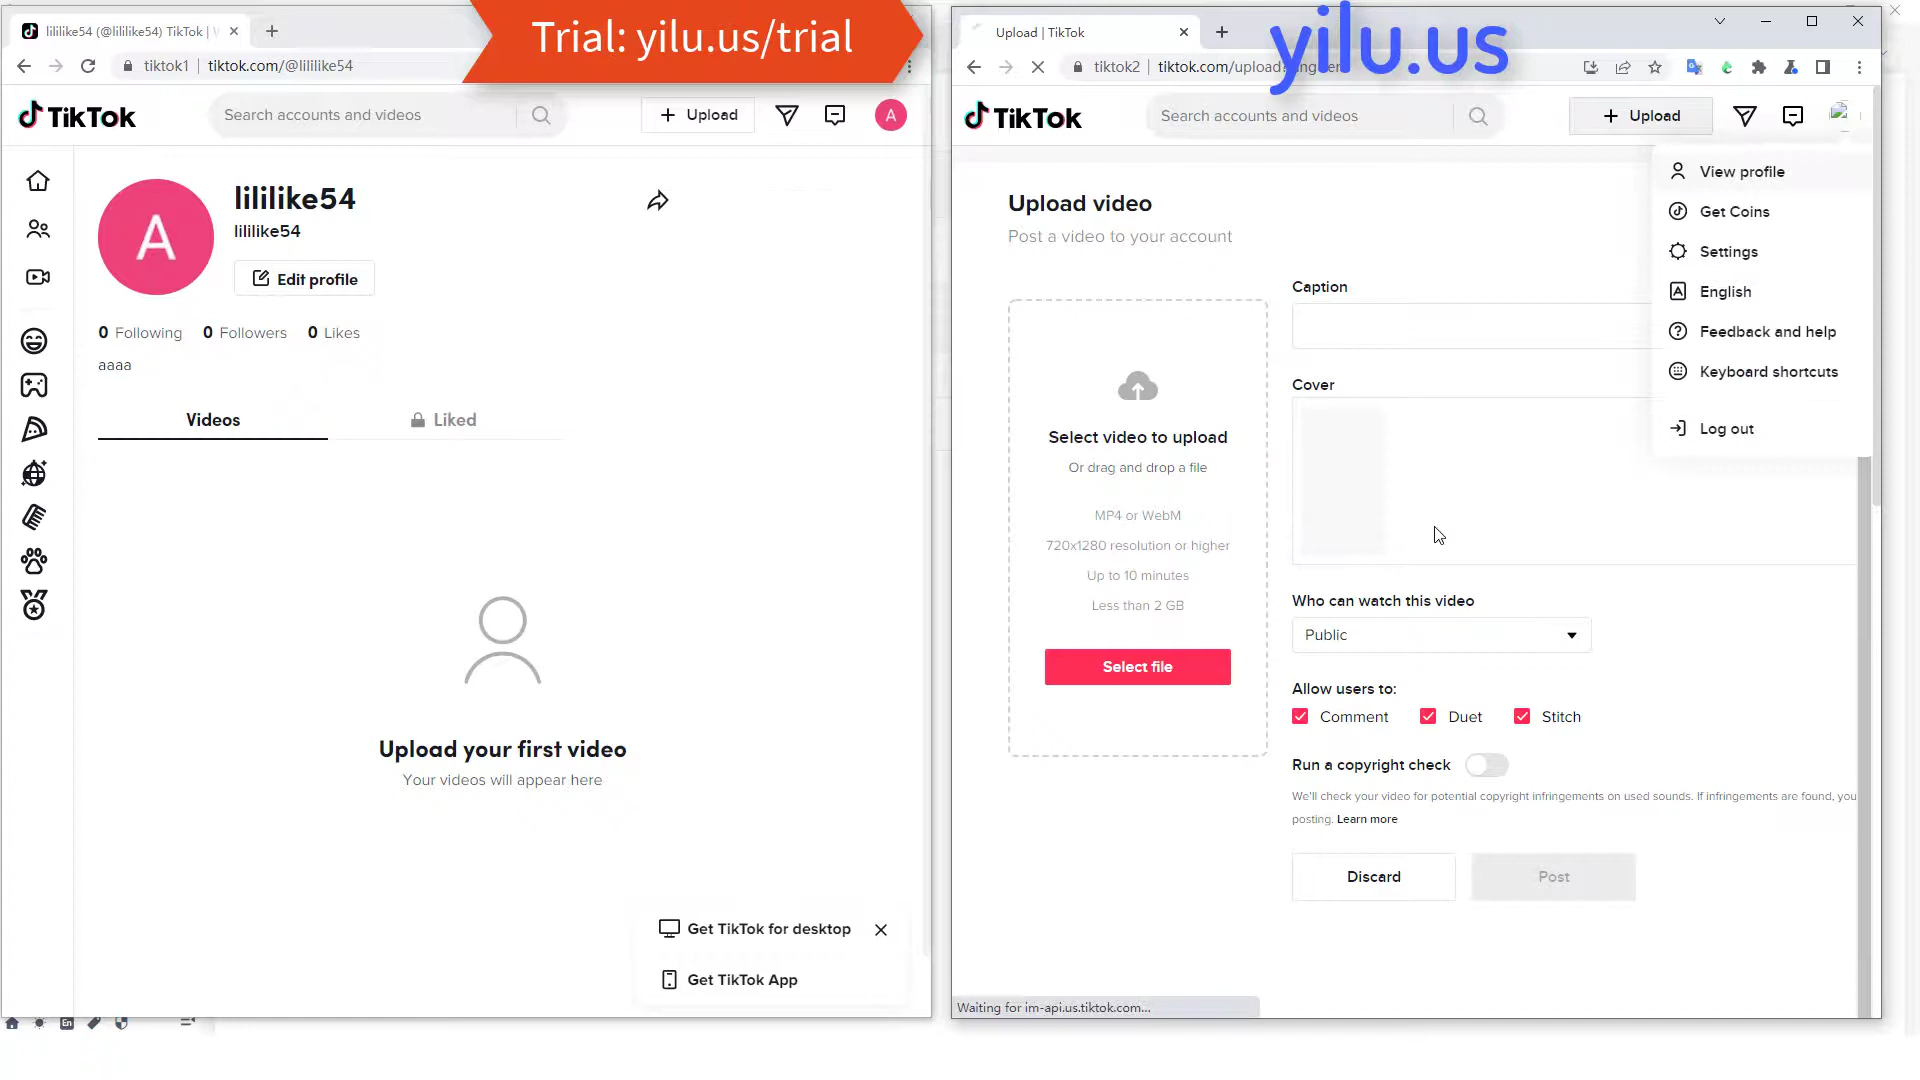 lililike54 (@lililike54) TikTok |
Trial: yilu.us/trial
tiktok1 | tiktok.com/@lililike54
TikTok
Search accounts and videos
+ Upload
A
A
lililike54
lililike54
Edit profile
0 Following 0 Followers 0 Likes
aaaa
Videos
Liked
Upload your first video
Your videos will appear here
Get TikTok for desktop
Get TikTok App
En
Upload | TikTok
yilu.us
tiktok2 | tiktok.com/upload
TikTok
Search accounts and videos
+ Upload
View profile
Get Coins
Settings
A English
Feedback and help
Keyboard shortcuts
Log out
Upload video
Post a video to your account
Select video to upload
Or drag and drop a file
MP4 or WebM
720x1280 resolution or higher
Up to 10 minutes
Less than 2 GB
Select file
Caption
Cover
Who can watch this video
Public
Allow users to:
Comment
Duet
Stitch
Run a copyright check
We'll check your video for potential copyright infringements on used sounds. If infringements are found, you
posting. Learn more
Discard
Post
Waiting for im-api.us.tiktok.com...